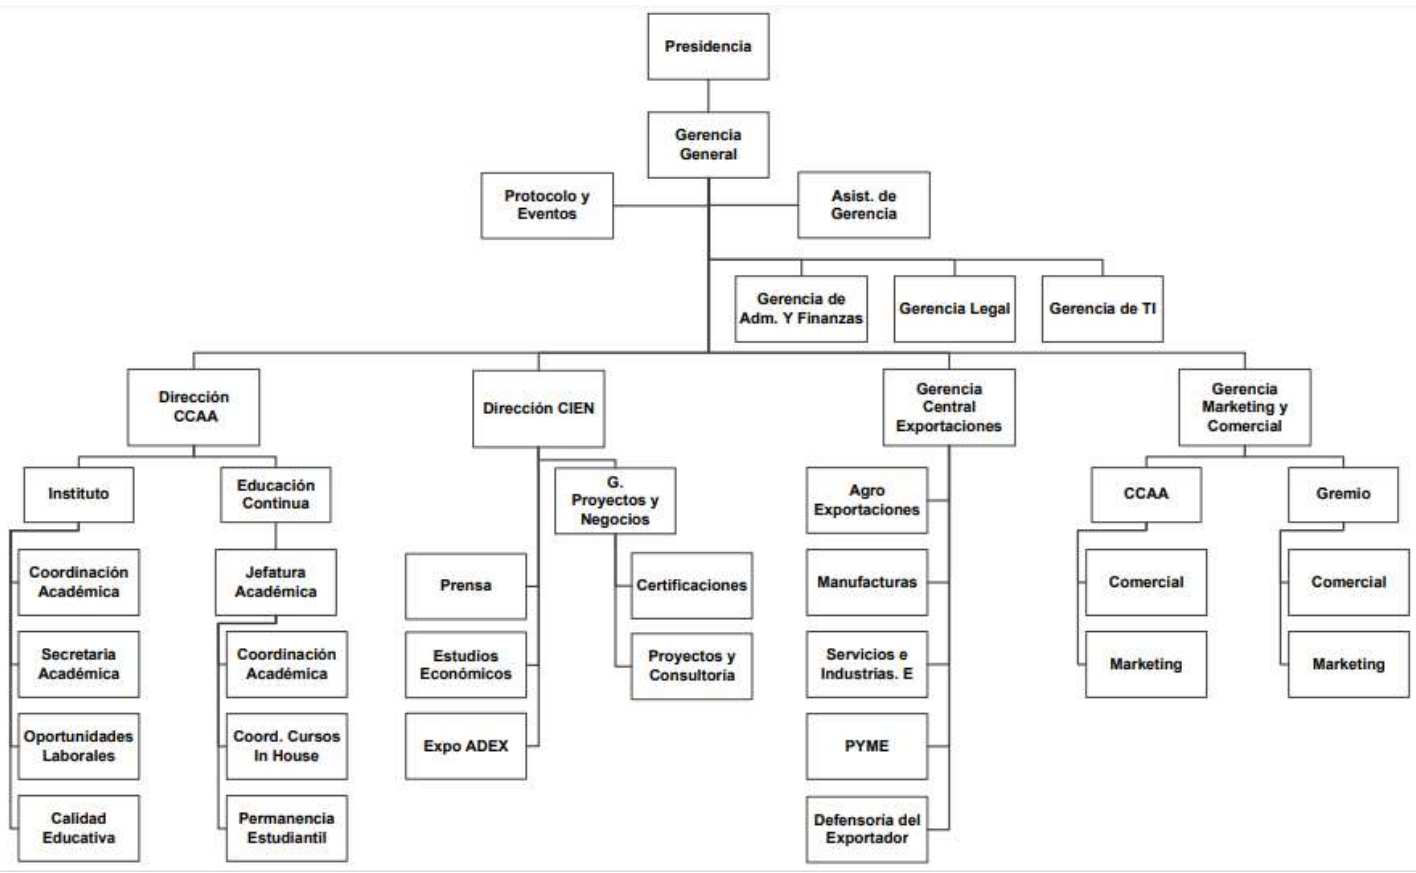 Presidencia
Gerencia
General
Protocolo y
Eventos
Asist. de
Gerencia
Gerencia de
Adm. Y Finanzas
Gerencia Legal
Gerencia de TI
Dirección
CCAA
Dirección CIEN
Gerencia
Central
Exportaciones
Gerencia
Marketing y
Comercial
Instituto
Educación
Continua
G.
Proyectos y
Negocios
Agro
Exportaciones
CCAA
Gremio
Coordinación
Académica
Jefatura
Académica
Prensa
Certificaciones
Manufacturas
Comercial
Comercial
Secretaria
Académica
Coordinación
Académica
Estudios
Económicos
Proyectos y
Consultoría
Servicios e
Industrias. E
Marketing
Marketing
Oportunidades
Laborales
Coord. Cursos
In House
Expo ADEX
PYME
Calidad
Educativa
Permanencia
Estudiantil
Defensoría del
Exportador